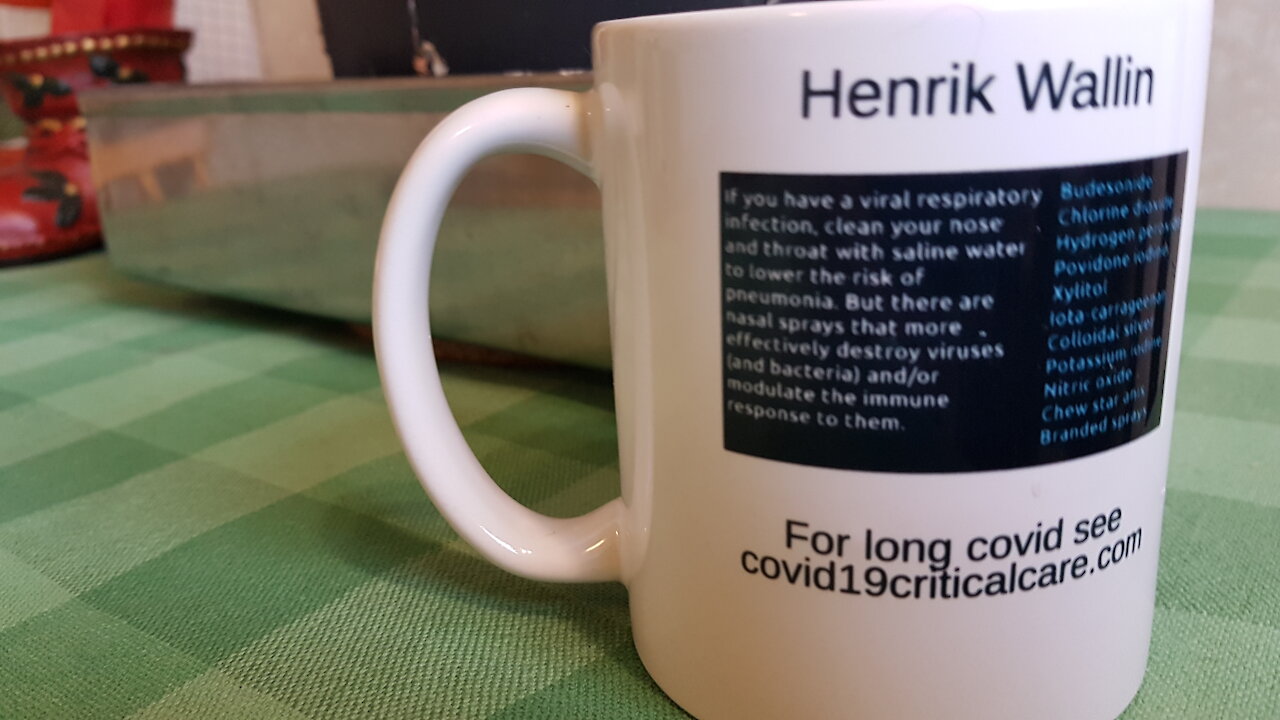 Henrik Wallin
If you have a viral respiratory
infection, clean your nose
and throat with saline water
to lower the risk of
pneumonia. But there are
nasal sprays that more
effectively destroy viruses
(and bacteria) and/or
modulate the immune
response to them.
Budesonide
Chlorine dioxide
Hydrogen
Povidone iodine
Xylitol
Iota-carrageenan
Colloidal silver
Potassium iodine
Nitric oxide
Chew star anis
Branded sprays
For long covid see
covid19criticalcare.com